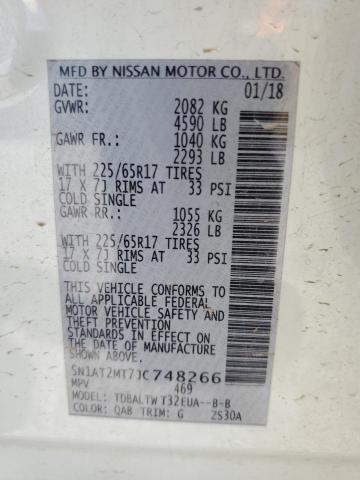 MFD BY NISSAN MOTOR CO., LTD.
DATE: 01/18
GVWR: 2082 KG
4590 LB
GAWR FR.: 1040 KG
2293 LB
WITH 225/65R17 TIRES
17 X 7J RIMS AT 33 PSI
COLD SINGLE
GAWR RR.: 1055 KG
2326 LB
WITH 225/65R17 TIRES
17 X 7J RIMS AT 33 PSI
COLD SINGLE
THIS VEHICLE CONFORMS TO
ALL APPLICABLE FEDERAL
MOTOR VEHICLE SAFETY
STANDARDS IN EFFECT
ON THE DATE OF MANUFACTURE
SHOWN ABOVE.
5N1AT2MT7JC748266
MPV 469
MODEL: TDBALTW T32EUA--B-B
COLOR: QAB TRIM: G 2S30A